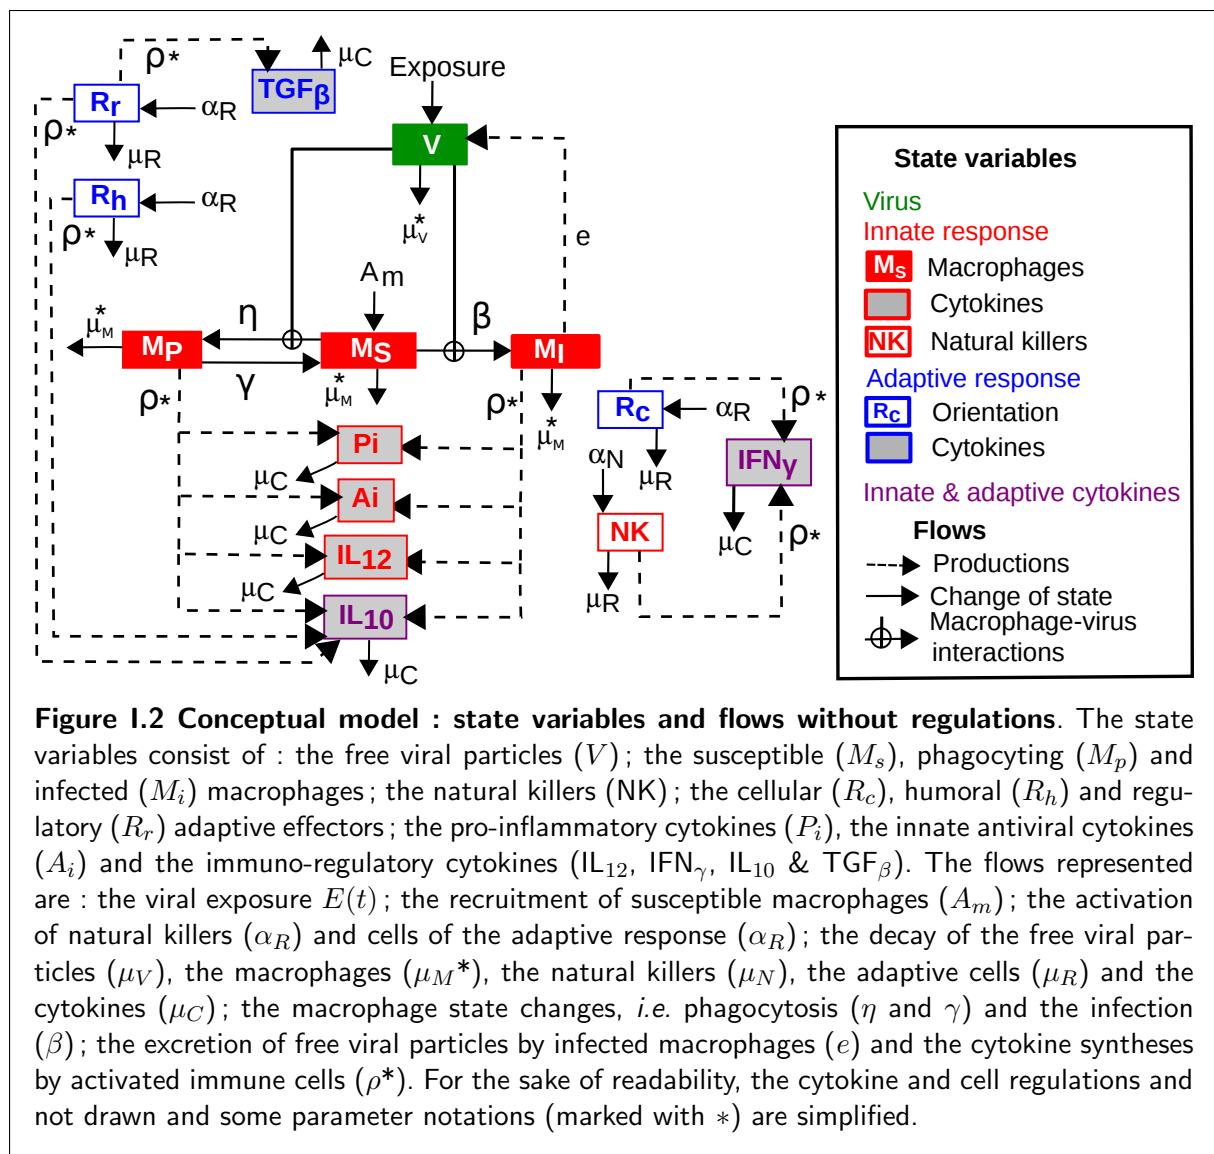 ρ* TGFβ μC Exposure
Rr αR
ρ* μR V
Rh αR
ρ* μR μV* e
Am
μM* MP η MS β MI
γ μM* μM*
ρ* ρ*
Pi μC
Ai μC
IL12 μC
IL10 μC
Rc αR ρ*
αN μR IFNγ
NK μC ρ*
μR
State variables
Virus
Innate response
Ms Macrophages
Cytokines
NK Natural killers
Adaptive response
Rc Orientation
Cytokines
Innate & adaptive cytokines
Flows
Productions
Change of state
Macrophage-virus
interactions
Figure I.2 Conceptual model : state variables and flows without regulations. The state
variables consist of : the free viral particles (V) ; the susceptible (Ms), phagocyting (Mp) and
infected (Mi) macrophages ; the natural killers (NK) ; the cellular (Rc), humoral (Rh) and regu-
latory (Rr) adaptive effectors ; the pro-inflammatory cytokines (Pi), the innate antiviral cytokines
(Ai) and the immuno-regulatory cytokines (IL12, IFNγ, IL10 & TGFβ). The flows represented
are : the viral exposure E(t) ; the recruitment of susceptible macrophages (Am) ; the activation
of natural killers (αR) and cells of the adaptive response (αR) ; the decay of the free viral par-
ticles (μV), the macrophages (μM*), the natural killers (μN), the adaptive cells (μR) and the
cytokines (μC) ; the macrophage state changes, i.e. phagocytosis (η and γ) and the infection
(β) ; the excretion of free viral particles by infected macrophages (e) and the cytokine syntheses
by activated immune cells (ρ*). For the sake of readability, the cytokine and cell regulations and
not drawn and some parameter notations (marked with *) are simplified.